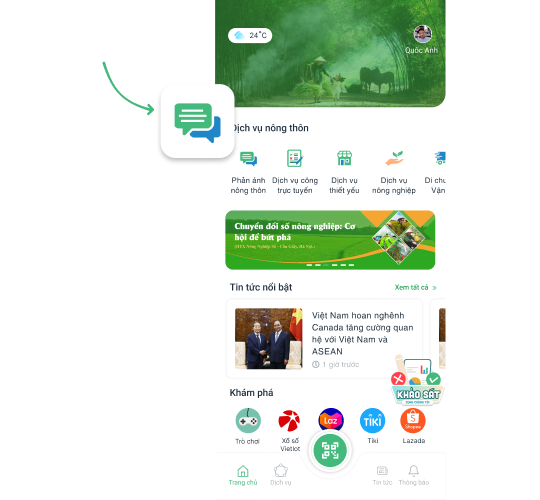 24°C
Quốc Anh
Dịch vụ nông thôn
Phản ánh
nông thôn
Dịch vụ công
trực tuyến
Dịch vụ
thiết yếu
Dịch vụ
nông nghiệp
Di chu
Vận
Chuyển đổi số nông nghiệp: Cơ
hội để bứt phá
Tin tức nổi bật
Xem tất cả »
Việt Nam hoan nghênh
Canada tăng cường quan
hệ với Việt Nam và
ASEAN
1 giờ trước
KHẢO SÁT
Khám phá
Laz
TIKI
Shopee
Trò chơi
Xổ số
Vietlot
Tiki
Lazada
Trang chủ
Dịch vụ
Tin tức
Thông báo